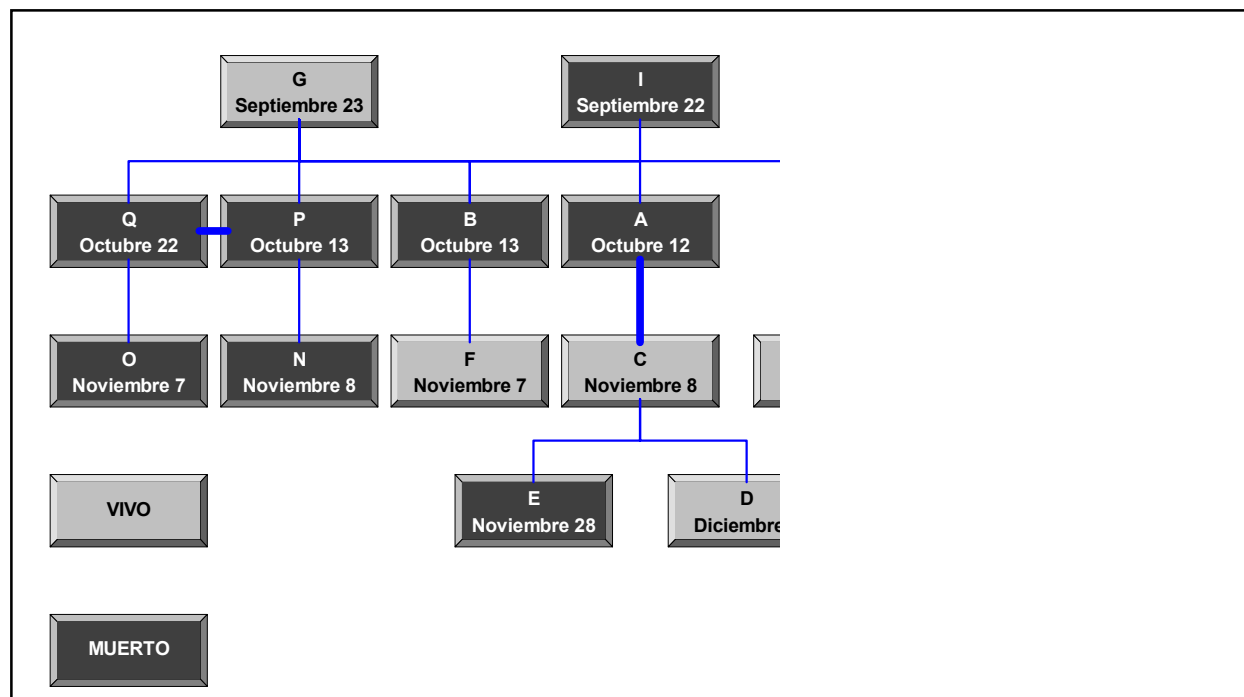 G
Septiembre 23
I
Septiembre 22
Q
Octubre 22
P
Octubre 13
B
Octubre 13
A
Octubre 12
O
Noviembre 7
N
Noviembre 8
F
Noviembre 7
C
Noviembre 8
VIVO
E
Noviembre 28
D
Diciembre
MUERTO